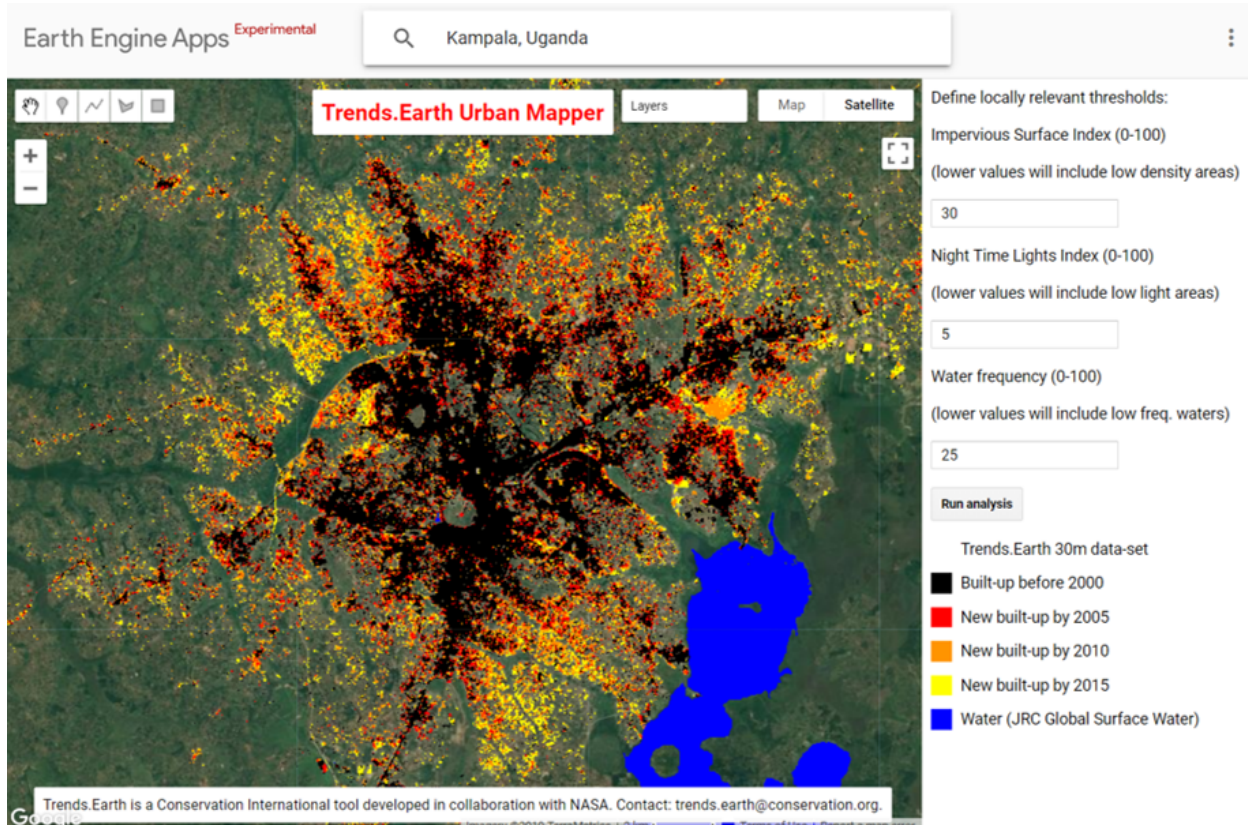 Earth Engine Apps Experimental
Kampala, Uganda
Trends.Earth Urban Mapper
Layers
Map Satellite
Define locally relevant thresholds:
Impervious Surface Index (0-100)
(lower values will include low density areas)
30
Night Time Lights Index (0-100)
(lower values will include low light areas)
5
Water frequency (0-100)
(lower values will include low freq. waters)
25
Run analysis
Trends.Earth 30m data-set
Built-up before 2000
New built-up by 2005
New built-up by 2010
New built-up by 2015
Water (JRC Global Surface Water)
Trends.Earth is a Conservation International tool developed in collaboration with NASA. Contact: trends.earth@conservation.org.
Google